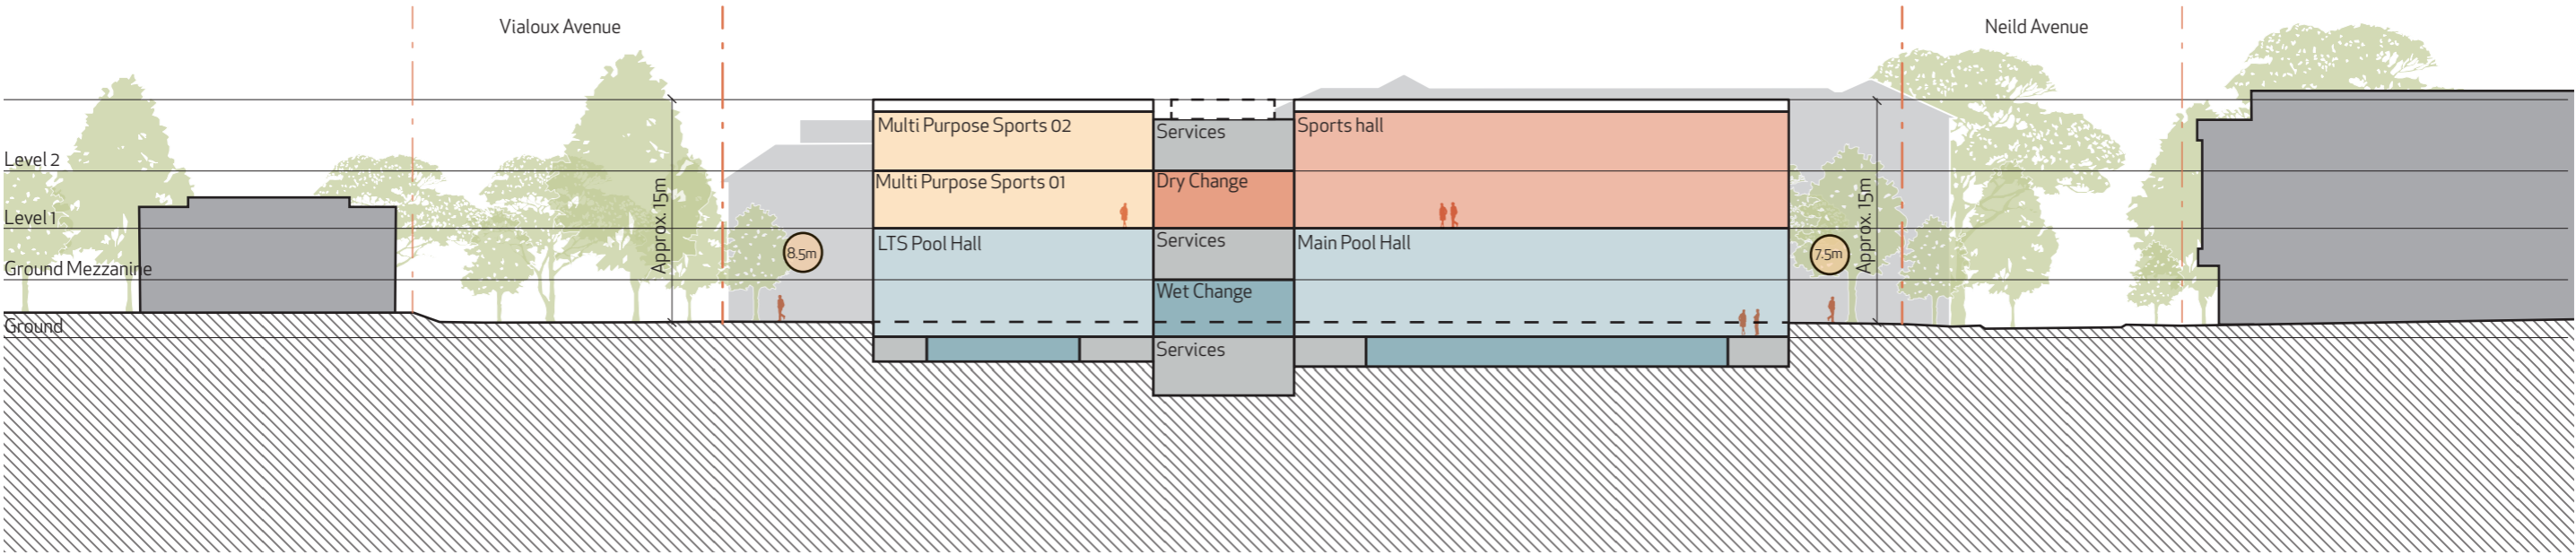 Vialoux Avenue
Neild Avenue
Multi Purpose Sports 02
Services
Sports hall
Level 2
Multi Purpose Sports 01
Dry Change
Approx. 15m
Approx. 15m
Level 1
LTS Pool Hall
Services
Main Pool Hall
8.5m
7.5m
Ground Mezzanine
Wet Change
Ground
Services